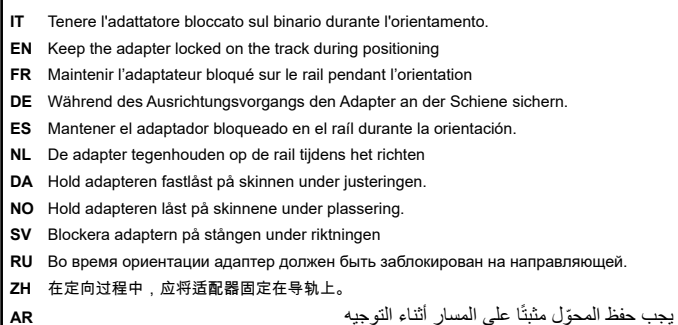 IT Tenere l'adattatore bloccato sul binario durante l'orientamento.
EN Keep the adapter locked on the track during positioning
FR Maintenir l’adaptateur bloqué sur le rail pendant l’orientation
DE Während des Ausrichtungsvorgangs den Adapter an der Schiene sichern.
ES Mantener el adaptador bloqueado en el raíl durante la orientación.
NL De adapter tegenhouden op de rail tijdens het richten
DA Hold adapteren fastlåst på skinnen under justeringen.
NO Hold adapteren låst på skinnene under plassering.
SV Blockera adaptern på stången under riktningen
RU Во время ориентации адаптер должен быть заблокирован на направляющей.
ZH 在定向过程中，应将适配器固定在导轨上。
AR يجب حفظ المحوّل مثبتًا على المسار أثناء التوجيه